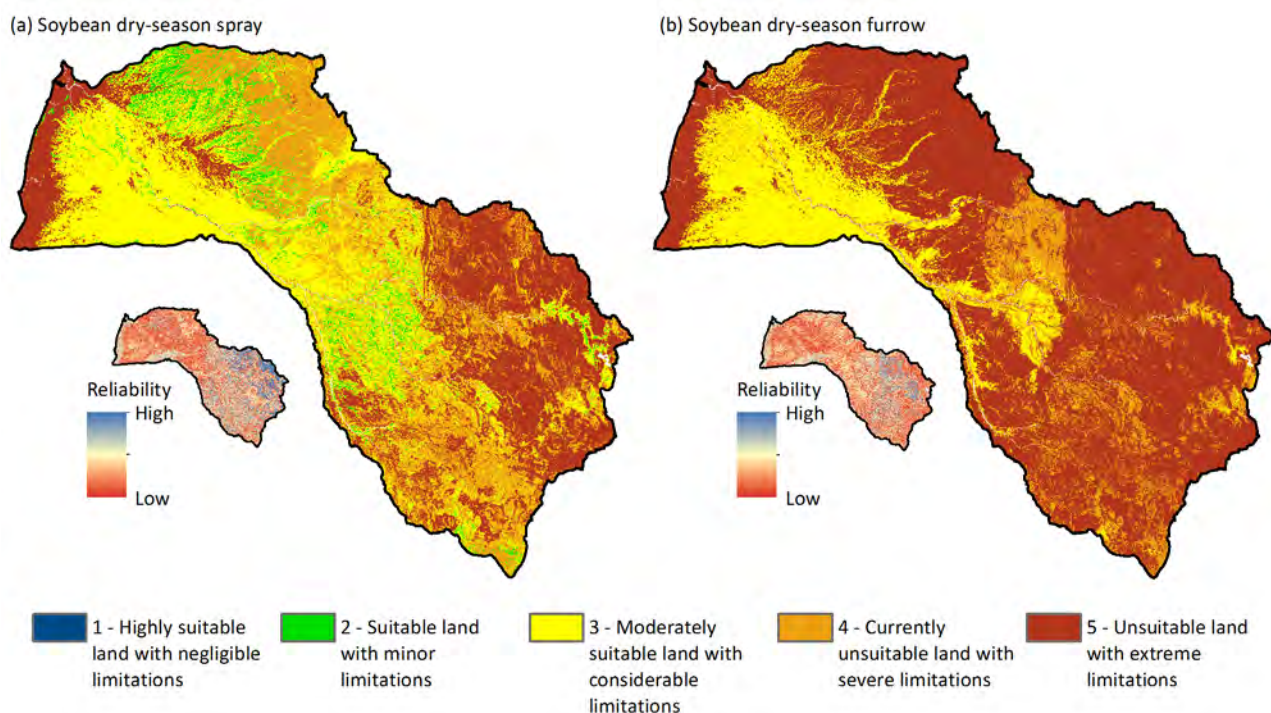 (a) Soybean dry-season spray
(b) Soybean dry-season furrow
Reliability
High
Low
Reliability
High
Low
1 - Highly suitable
land with negligible
limitations
2 - Suitable land
with minor
limitations
3 - Moderately
suitable land with
considerable
limitations
4 - Currently
unsuitable land with
severe limitations
5 - Unsuitable land
with extreme
limitations